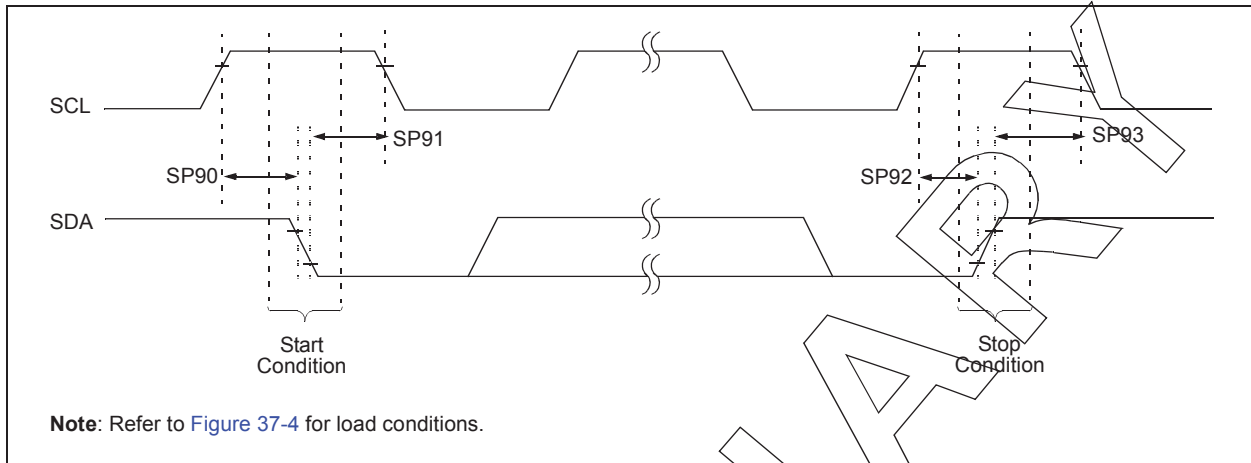 SCL
SP91
SP93
SP90
SP92
SDA
Start
Condition
Stop
Condition
Note: Refer to Figure 37-4 for load conditions.